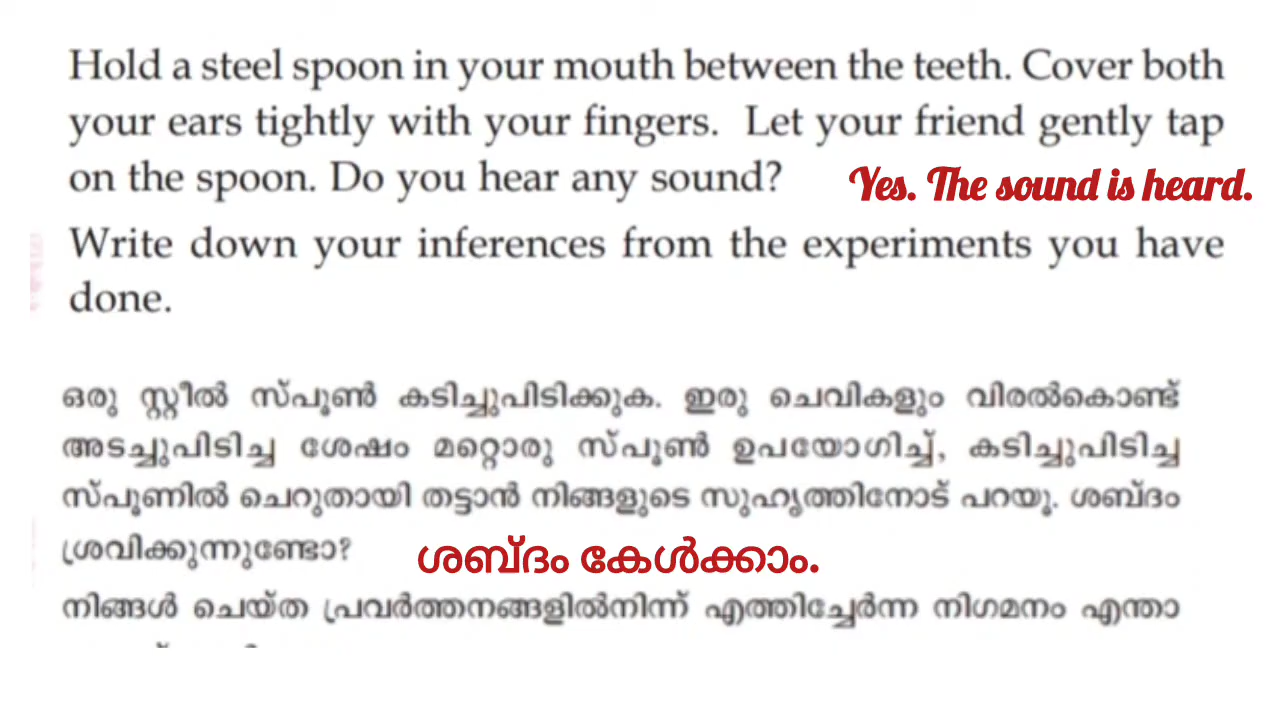 Hold a steel spoon in your mouth between the teeth. Cover both
your ears tightly with your fingers. Let your friend gently tap
on the spoon. Do you hear any sound? Yes. The sound is heard.
Write down your inferences from the experiments you have
done.
ഒരു സ്റ്റീൽ സ്പൂൺ കടിച്ചുപിടിക്കുക. ഇരു ചെവികളും വിരൽകൊണ്ട്
അടച്ചുപിടിച്ച ശേഷം മറ്റൊരു സ്പൂൺ ഉപയോഗിച്ച്, കടിച്ചുപിടിച്ച
സ്പൂണിൽ ചെറുതായി തട്ടാൻ നിങ്ങളുടെ സുഹൃത്തിനോട് പറയൂ. ശബ്ദം
ശ്രവിക്കുന്നുണ്ടോ? ശബ്ദം കേൾക്കാം.
നിങ്ങൾ ചെയ്ത പ്രവർത്തനങ്ങളിൽനിന്ന് എത്തിച്ചേർന്ന നിഗമനം എന്താ